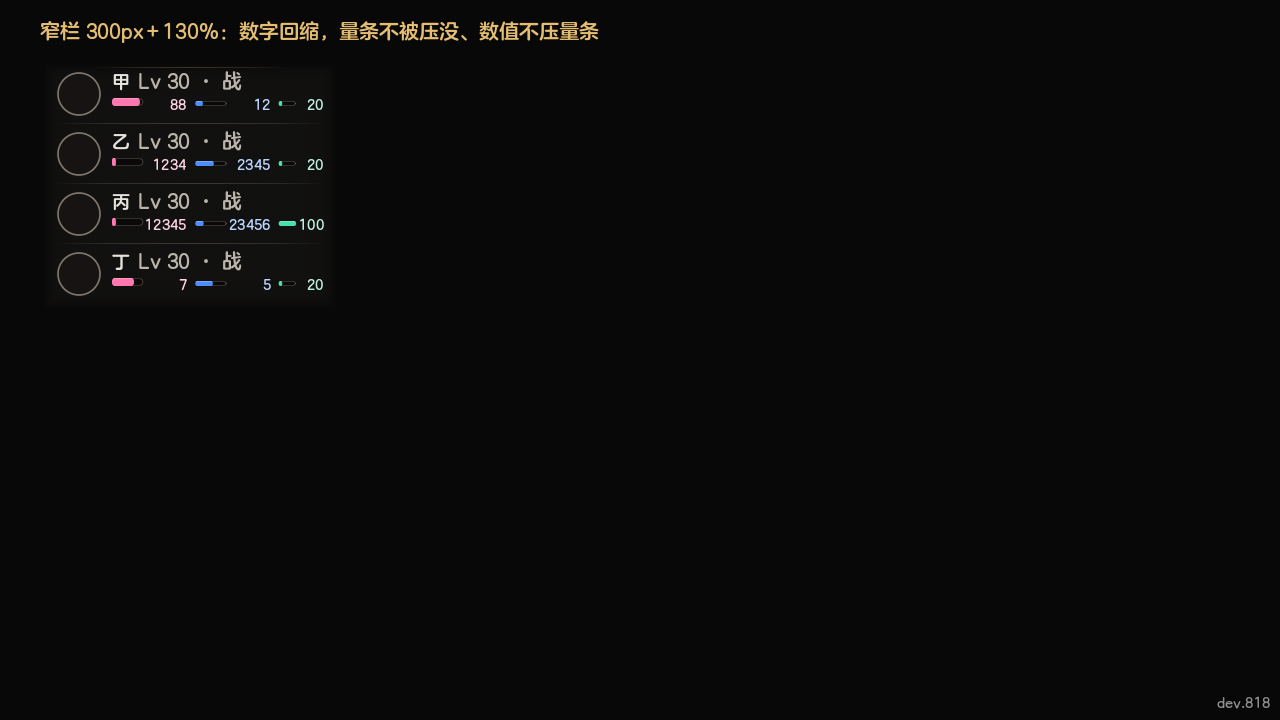 窄栏 300px+130%：数字回缩，量条不被压没、数值不压量条
甲 Lv 30 · 战
88 12 20
乙 Lv 30 · 战
1234 2345 20
丙 Lv 30 · 战
12345 23456 100
丁 Lv 30 · 战
7 5 20
dev.818